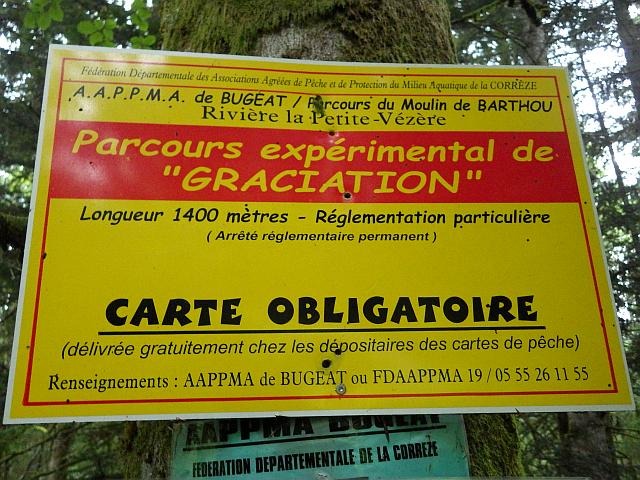 Fédération Départementale des Associations Agréées de Pêche et de Protection du Milieu Aquatique de la CORRÈZE
A.A.P.P.M.A. de BUGEAT / Parcours du Moulin de BARTHOU
Rivière la Petite-Vézère
Parcours expérimental de
"GRACIATION"
Longueur 1400 mètres - Réglementation particulière
( Arrêté réglementaire permanent )
CARTE OBLIGATOIRE
(délivrée gratuitement chez les dépositaires des cartes de pêche)
Renseignements : AAPPMA de BUGEAT ou FDAAPPMA 19 / 05 55 26 11 55
AAPPMA BUGEAT
FEDERATION DEPARTEMENTALE DE LA CORREZE